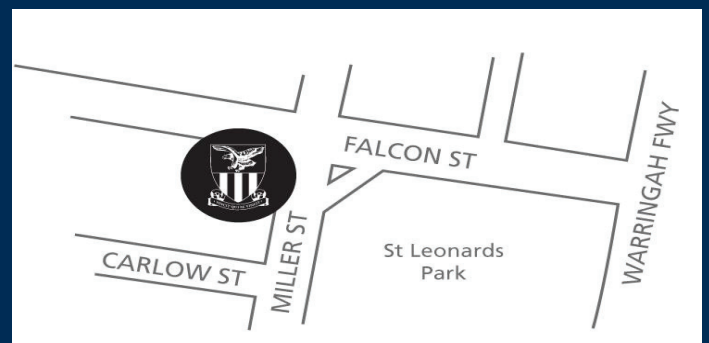 FALCON ST
WARRINGAH FWY
St Leonards
Park
MILLER ST
CARLOW ST